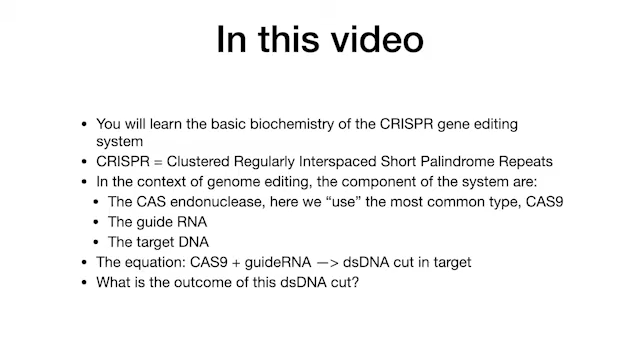 In this video
• You will learn the basic biochemistry of the CRISPR gene editing
system
• CRISPR = Clustered Regularly Interspaced Short Palindrome Repeats
• In the context of genome editing, the component of the system are:
• The CAS endonuclease, here we “use” the most common type, CAS9
• The guide RNA
• The target DNA
• The equation: CAS9 + guideRNA —> dsDNA cut in target
• What is the outcome of this dsDNA cut?